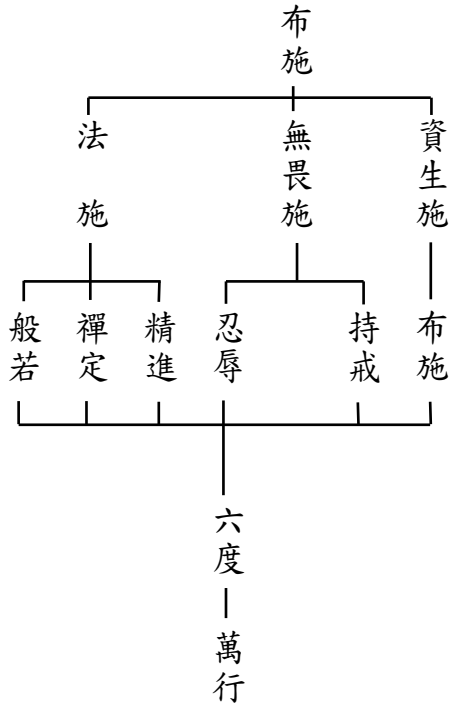 布施
資生施
無畏施
法施
布施
持戒
忍辱
精進
禪定
般若
六度
萬行